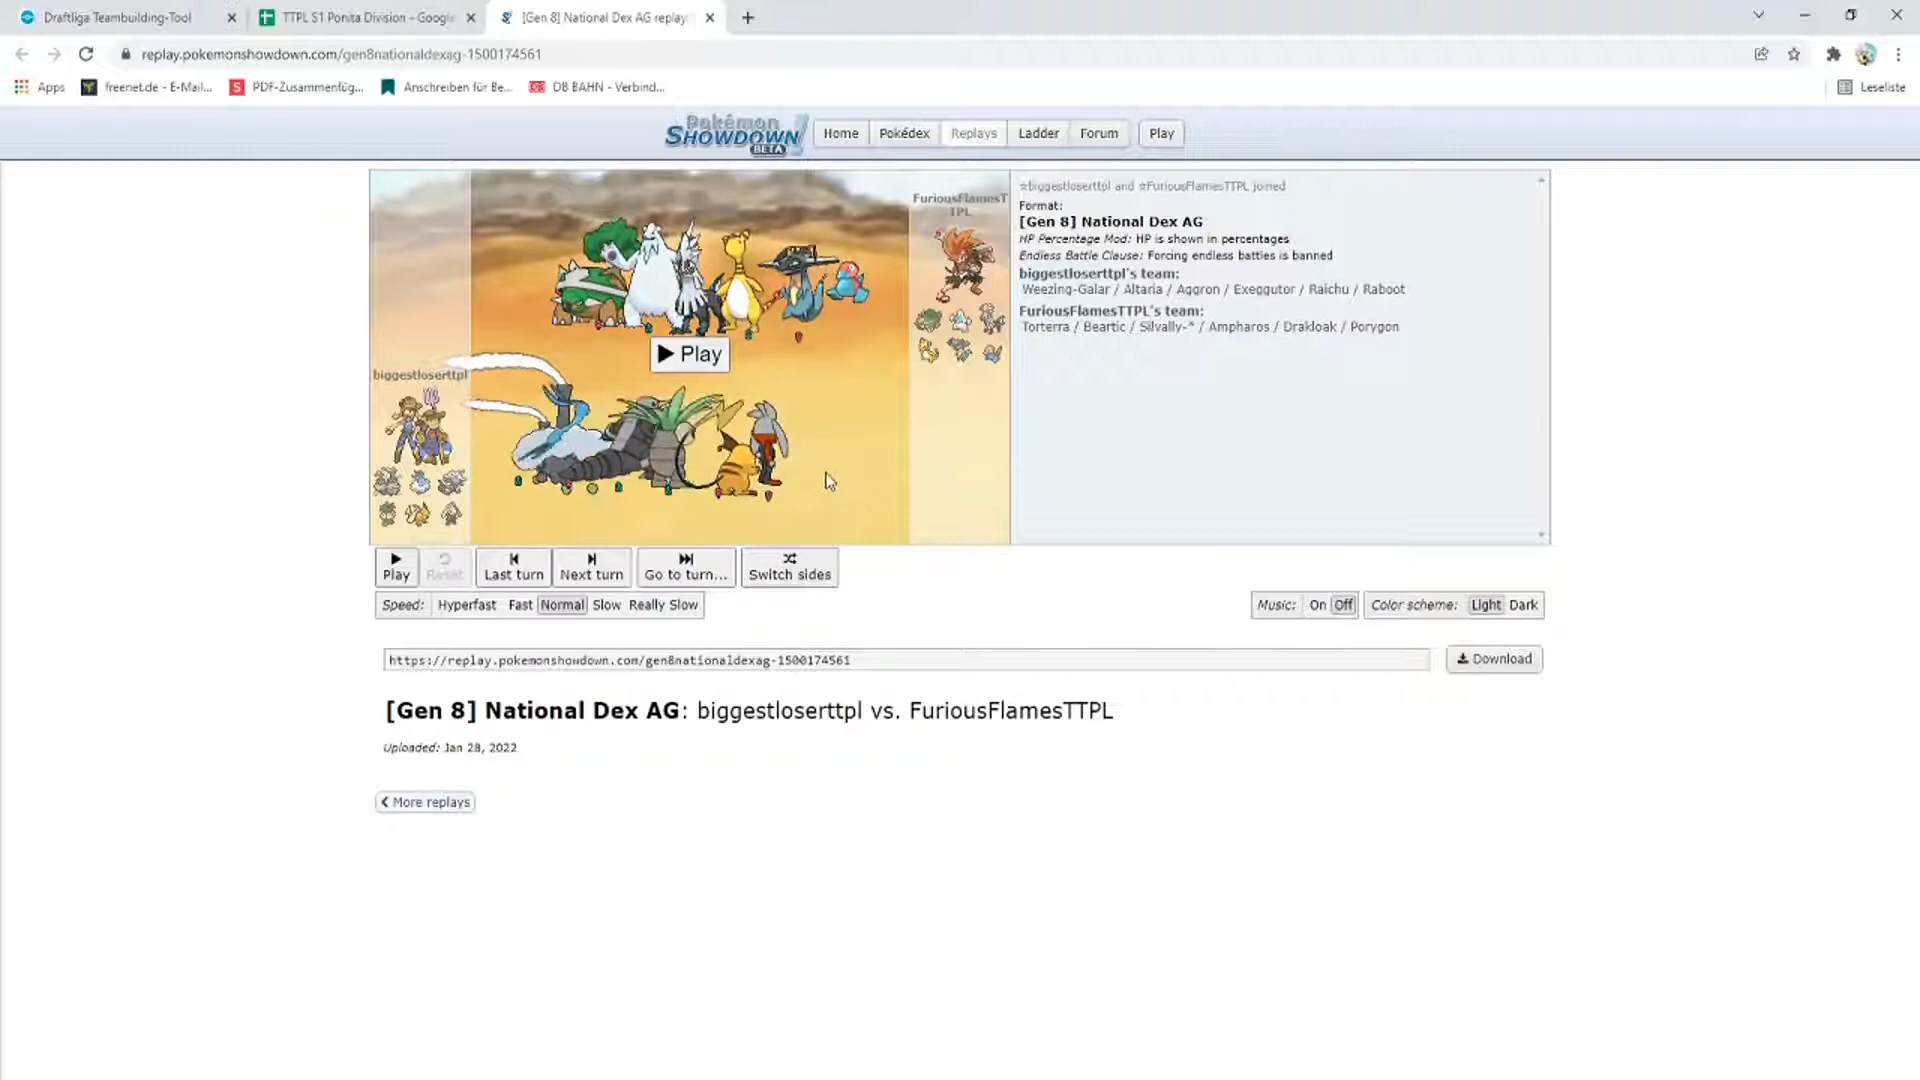 Draftliga Teambuilding-Tool
TTPL S1 Ponita Division - Google
[Gen 8] National Dex AG replay
replay.pokemonshowdown.com/gen8nationaldexag-1500174561
Apps
freenet.de - E-Mail...
PDF-Zusammenfüg...
Anschreiben für Be...
DB BAHN - Verbind...
Leseliste
Pokémon
SHOWDOWN!
BETA
Home
Pokédex
Replays
Ladder
Forum
Play
FuriousFlamesT
TPL
Play
biggestloserttpl
☆biggestloserttpl and ☆FuriousFlamesTTPL joined
Format:
[Gen 8] National Dex AG
HP Percentage Mod: HP is shown in percentages
Endless Battle Clause: Forcing endless battles is banned
biggestloserttpl's team:
Weezing-Galar / Altaria / Aggron / Exeggutor / Raichu / Raboot
FuriousFlamesTTPL's team:
Torterra / Beartic / Silvally-* / Ampharos / Drakloak / Porygon
Play
Reset
Last turn
Next turn
Go to turn...
Switch sides
Speed: Hyperfast Fast Normal Slow Really Slow
Music: On Off
Color scheme: Light Dark
https://replay.pokemonshowdown.com/gen8nationaldexag-1500174561
Download
[Gen 8] National Dex AG: biggestloserttpl vs. FuriousFlamesTTPL
Uploaded: Jan 28, 2022
More replays